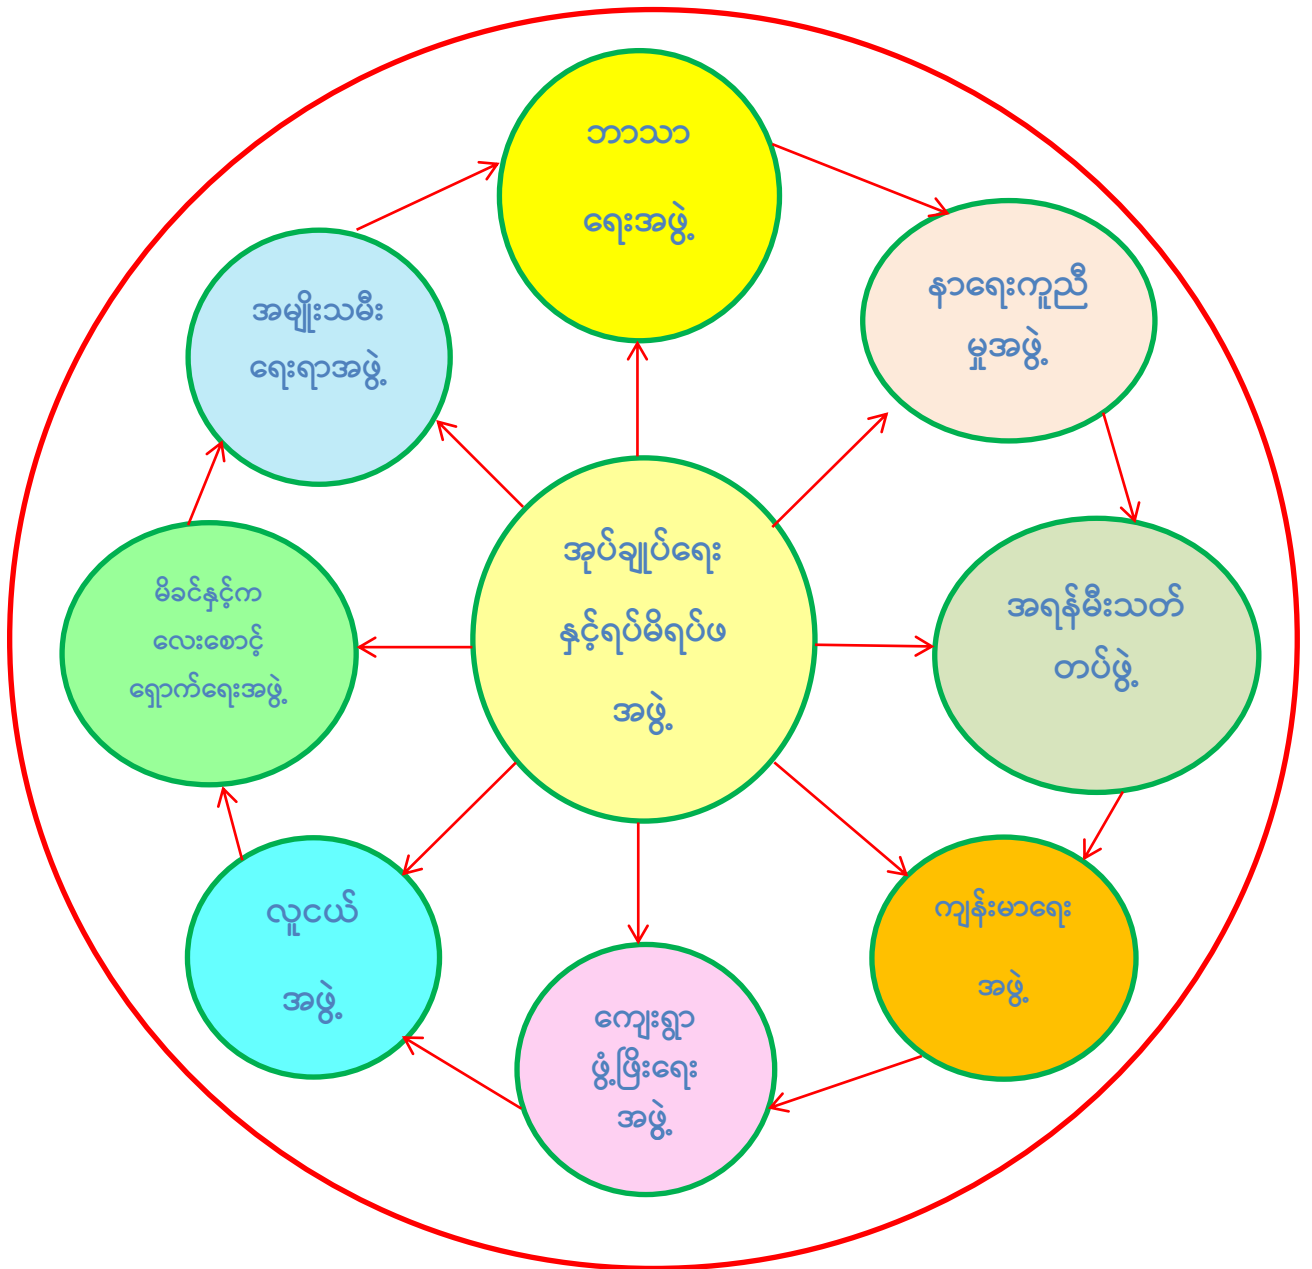 ဘာသာ
ရေးအဖွဲ့
နာရေးကူညီ
မှုအဖွဲ့
အမျိုးသမီး
ရေးရာအဖွဲ့
အုပ်ချုပ်ရေး
နှင့်ရပ်မိရပ်ဖ
အဖွဲ့
မိခင်နှင့်က
လေးစောင့်
ရှောက်ရေးအဖွဲ့
အရန်မီးသတ်
တပ်ဖွဲ့
လူငယ်
အဖွဲ့
ကျန်းမာရေး
အဖွဲ့
ကျေးရွာ
ဖွံ့ဖြိုးရေး
အဖွဲ့